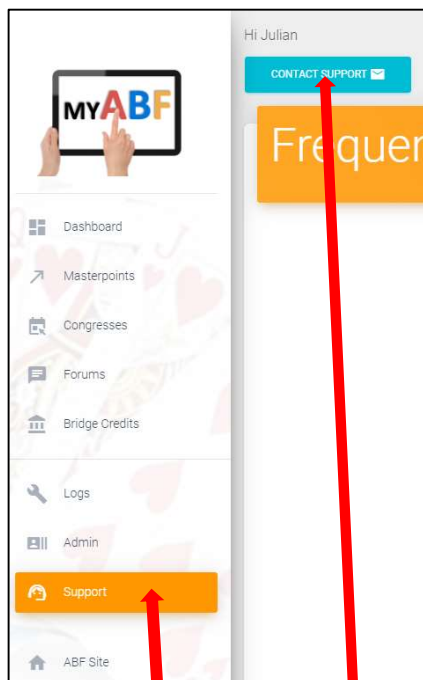 MYABF
Dashboard
Masterpoints
Congresses
Forums
Bridge Credits
Logs
Admin
Support
ABF Site
Hi Julian
CONTACT SUPPORT
Frequen